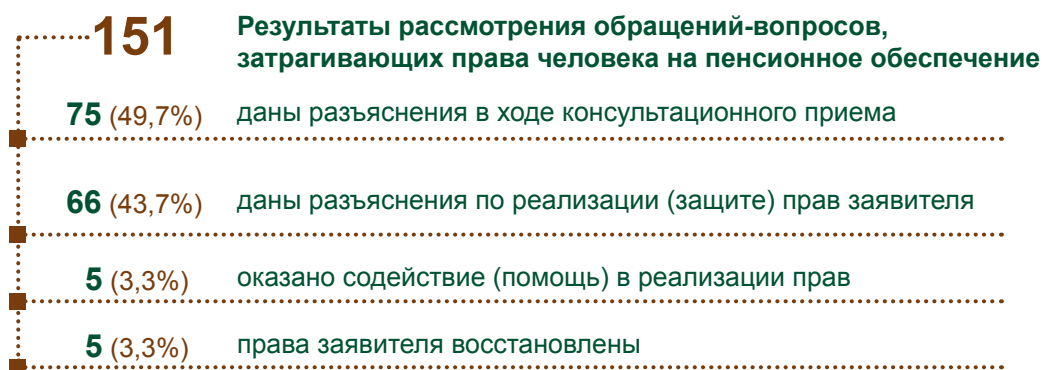 151 Результаты рассмотрения обращений-вопросов,
затрагивающих права человека на пенсионное обеспечение
75 (49,7%) даны разъяснения в ходе консультационного приема
66 (43,7%) даны разъяснения по реализации (защите) прав заявителя
5 (3,3%) оказано содействие (помощь) в реализации прав
5 (3,3%) права заявителя восстановлены